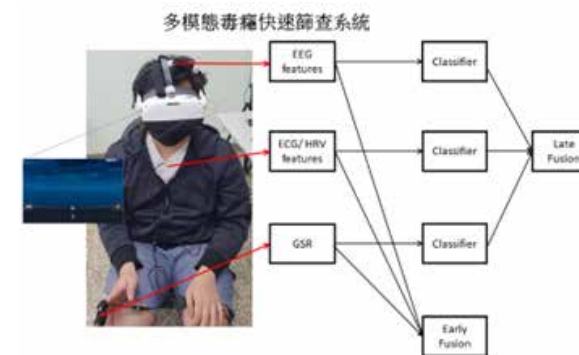 多模態毒癮快速篩查系統
EEG
features
Classifier
ECG/ HRV
features
Classifier
Late
Fusion
GSR
Classifier
Early
Fusion